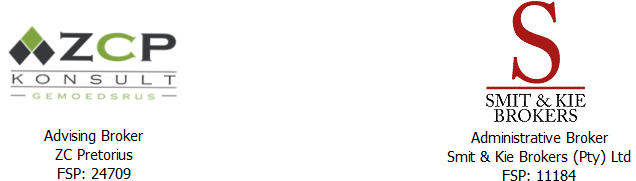 ZCP
KONSULT
GEMOEDSRUS
Advising Broker
ZC Pretorius
FSP: 24709
S
SMIT & KIE
BROKERS
Administrative Broker
Smit & Kie Brokers (Pty) Ltd
FSP: 11184